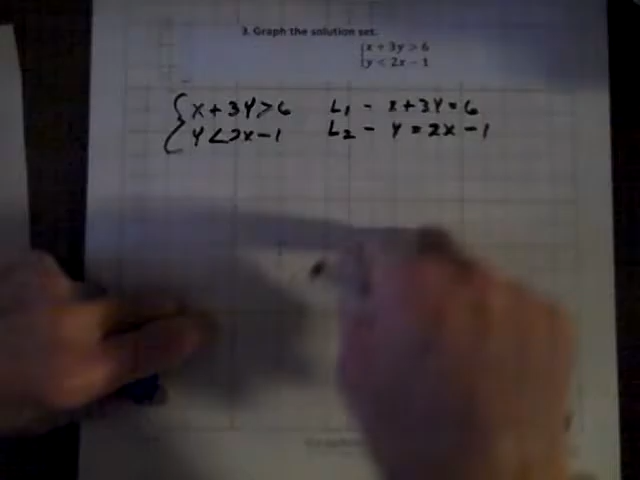 3. Graph the solution set.
x + 3y > 6
y < 2x - 1
x + 3y > 6 L1 - x + 3y = 6
y < 2x - 1 L2 - y = 2x - 1